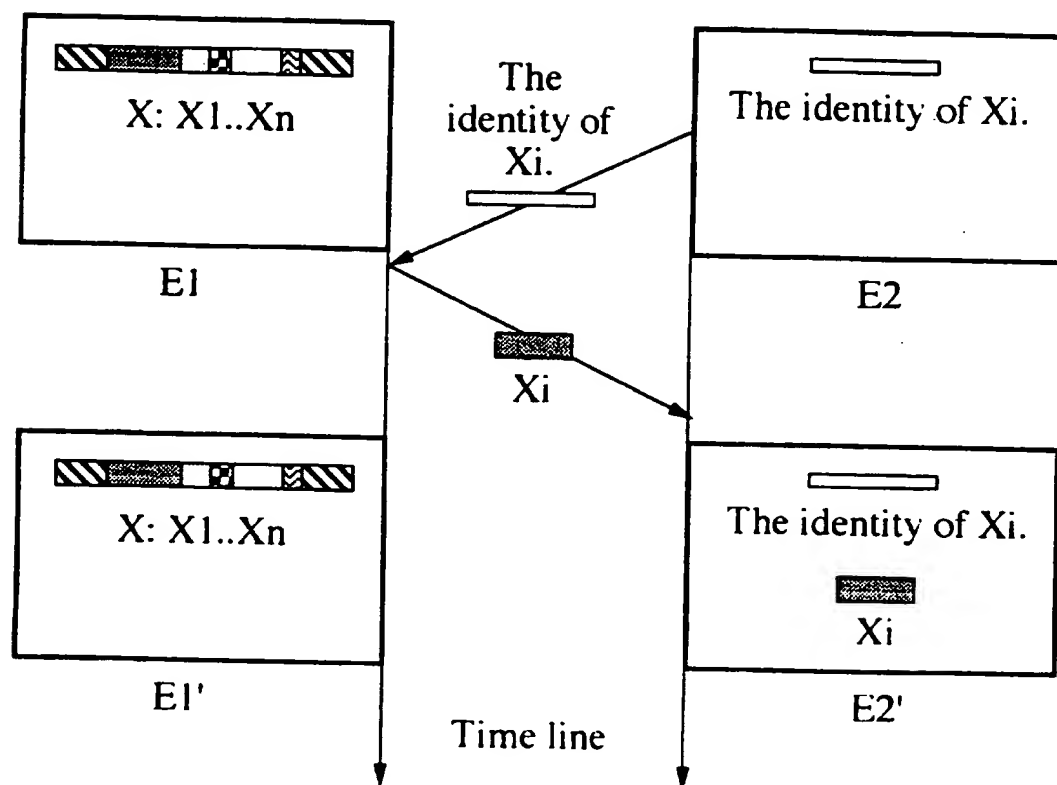 X: X1..Xn
E1
The
identity of
Xi.
The identity of Xi.
E2
Xi
X: X1..Xn
E1'
The identity of Xi.
Xi
E2'
Time line